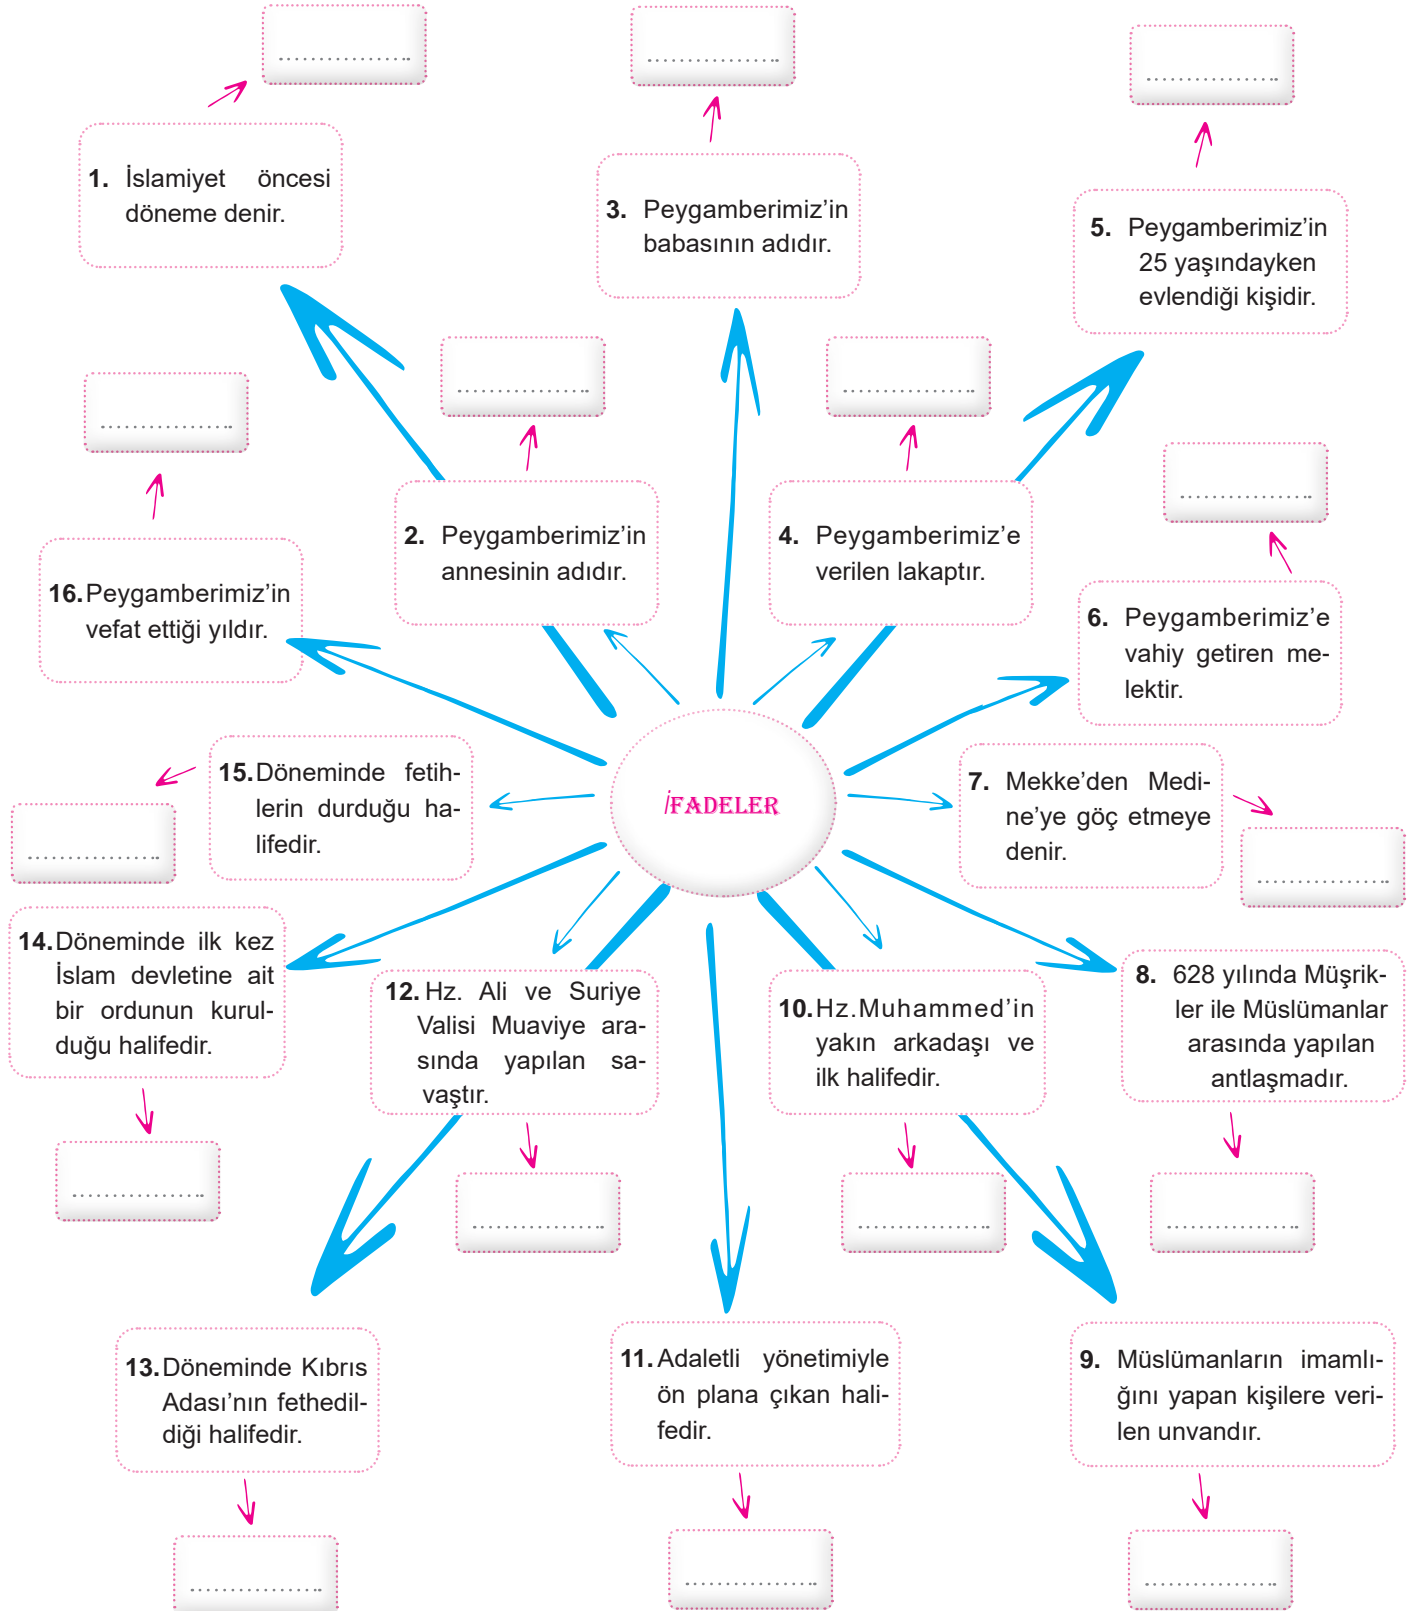 1. İslamiyet öncesi
döneme denir.
3. Peygamberimiz’in
babasının adıdır.
5. Peygamberimiz’in
25 yaşındayken
evlendiği kişidir.
2. Peygamberimiz’in
annesinin adıdır.
4. Peygamberimiz’e
verilen lakaptır.
16. Peygamberimiz’in
vefat ettiği yıldır.
6. Peygamberimiz’e
vahiy getiren me-
lektir.
15. Döneminde fetih-
lerin durduğu ha-
lifedir.
İFADELER
7. Mekke’den Medi-
ne’ye göç etmeye
denir.
14. Döneminde ilk kez
İslam devletine ait
bir ordunun kurul-
duğu halifedir.
12. Hz. Ali ve Suriye
Valisi Muaviye ara-
sında yapılan sa-
vaştır.
10. Hz.Muhammed’in
yakın arkadaşı ve
ilk halifedir.
8. 628 yılında Müşrik-
ler ile Müslümanlar
arasında yapılan
antlaşmadır.
13. Döneminde Kıbrıs
Adası’nın fethedil-
diği halifedir.
11. Adaletli yönetimiyle
ön plana çıkan hali-
fedir.
9. Müslümanların imamlı-
ğını yapan kişilere veri-
len unvandır.